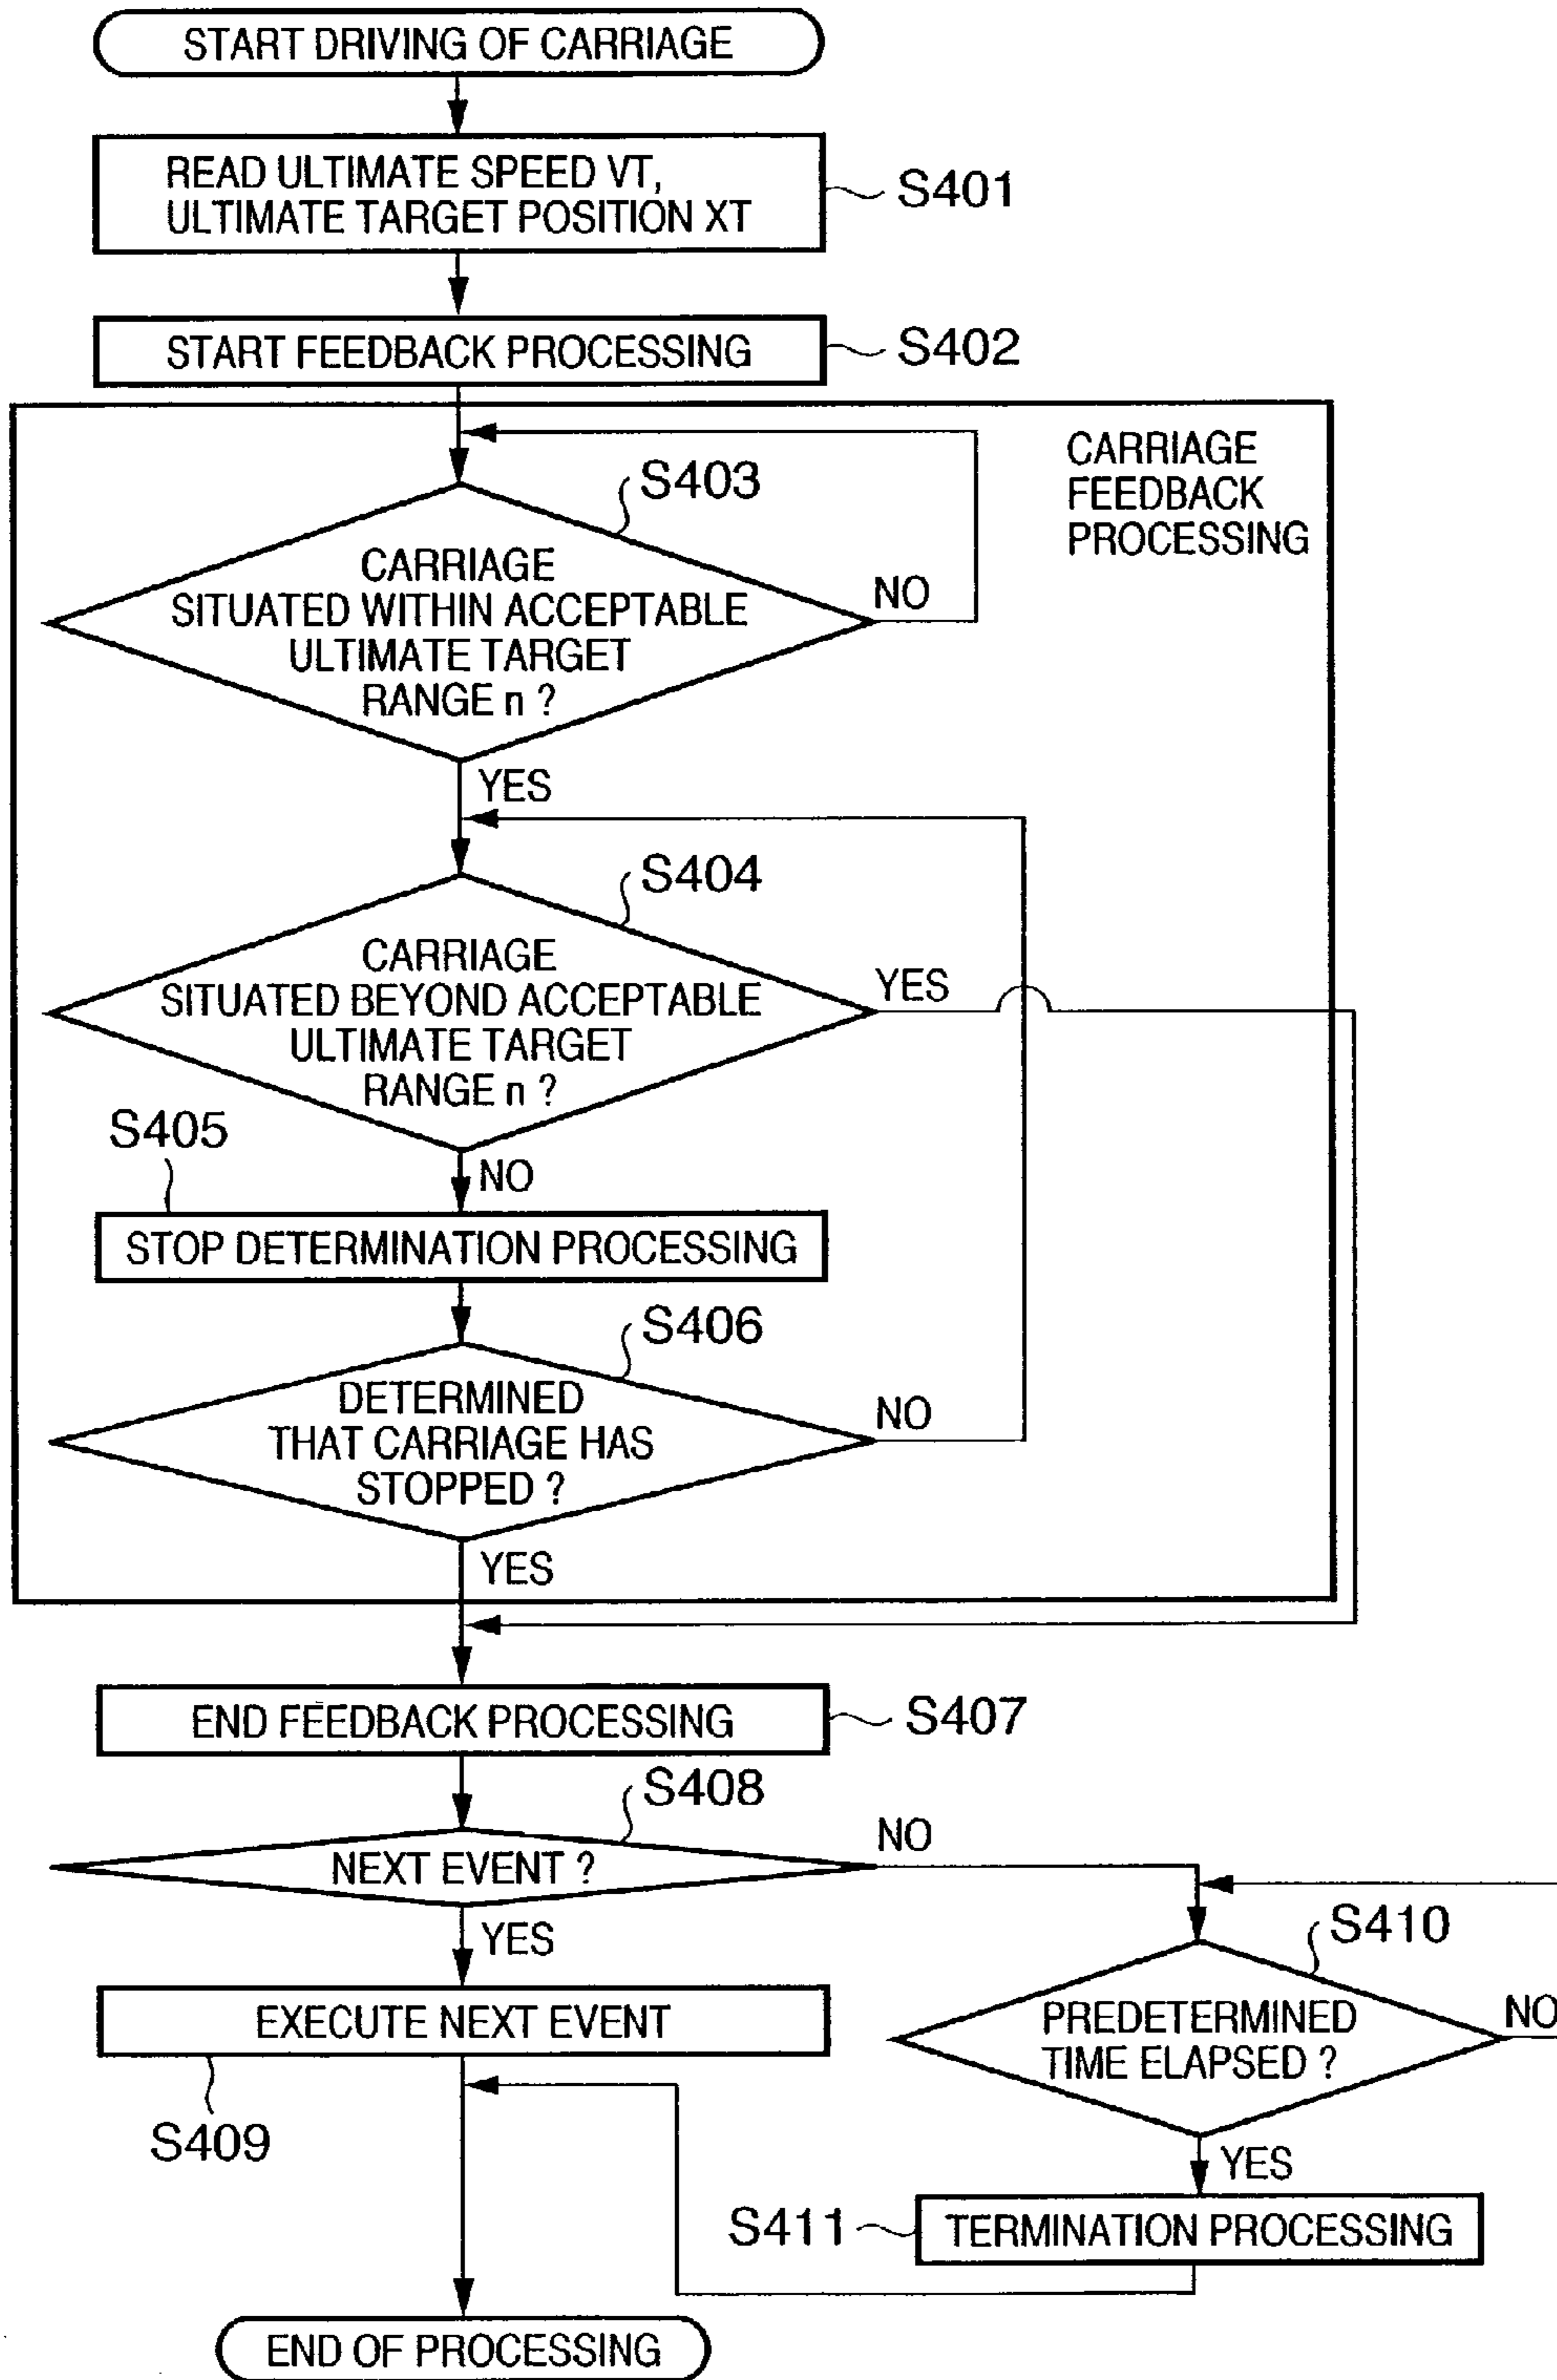 START DRIVING OF CARRIAGE
READ ULTIMATE SPEED VT,
ULTIMATE TARGET POSITION XT
S401
START FEEDBACK PROCESSING
S402
CARRIAGE
FEEDBACK
PROCESSING
S403
CARRIAGE
SITUATED WITHIN ACCEPTABLE
ULTIMATE TARGET
RANGE n ?
NO
YES
S404
CARRIAGE
SITUATED BEYOND ACCEPTABLE
ULTIMATE TARGET
RANGE n ?
YES
NO
S405
STOP DETERMINATION PROCESSING
S406
DETERMINED
THAT CARRIAGE HAS
STOPPED ?
NO
YES
END FEEDBACK PROCESSING
S407
S408
NEXT EVENT ?
NO
YES
EXECUTE NEXT EVENT
S409
S410
PREDETERMINED
TIME ELAPSED ?
NO
YES
S411
TERMINATION PROCESSING
END OF PROCESSING